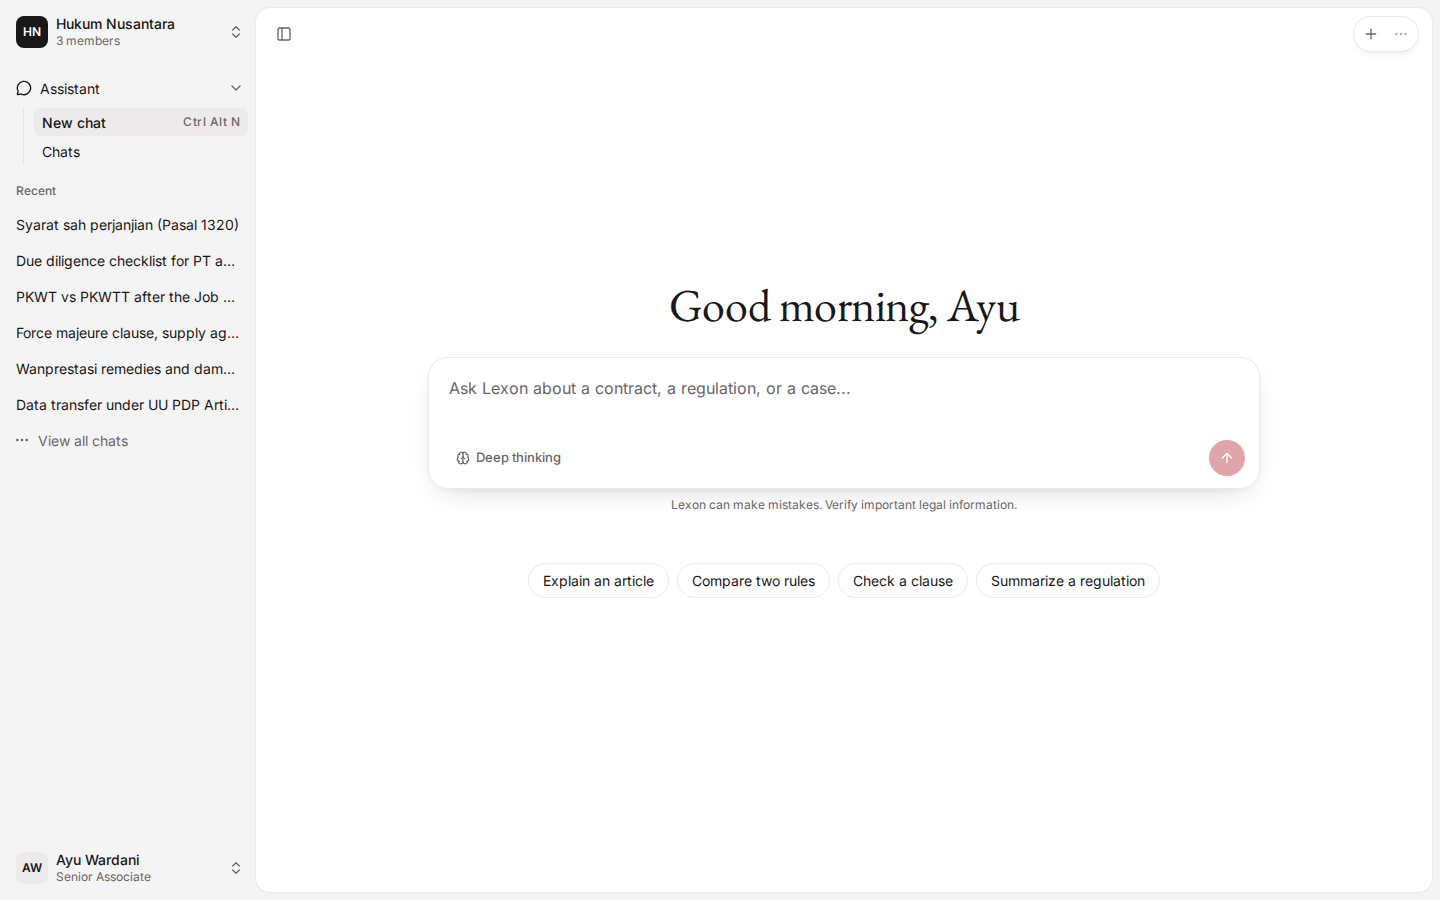 HN
Hukum Nusantara
3 members
Assistant
New chat
Ctrl Alt N
Chats
Recent
Syarat sah perjanjian (Pasal 1320)
Due diligence checklist for PT a...
PKWT vs PKWTT after the Job ...
Force majeure clause, supply ag...
Wanprestasi remedies and dam...
Data transfer under UU PDP Arti...
View all chats
AW
Ayu Wardani
Senior Associate
Good morning, Ayu
Ask Lexon about a contract, a regulation, or a case...
Deep thinking
Lexon can make mistakes. Verify important legal information.
Explain an article
Compare two rules
Check a clause
Summarize a regulation